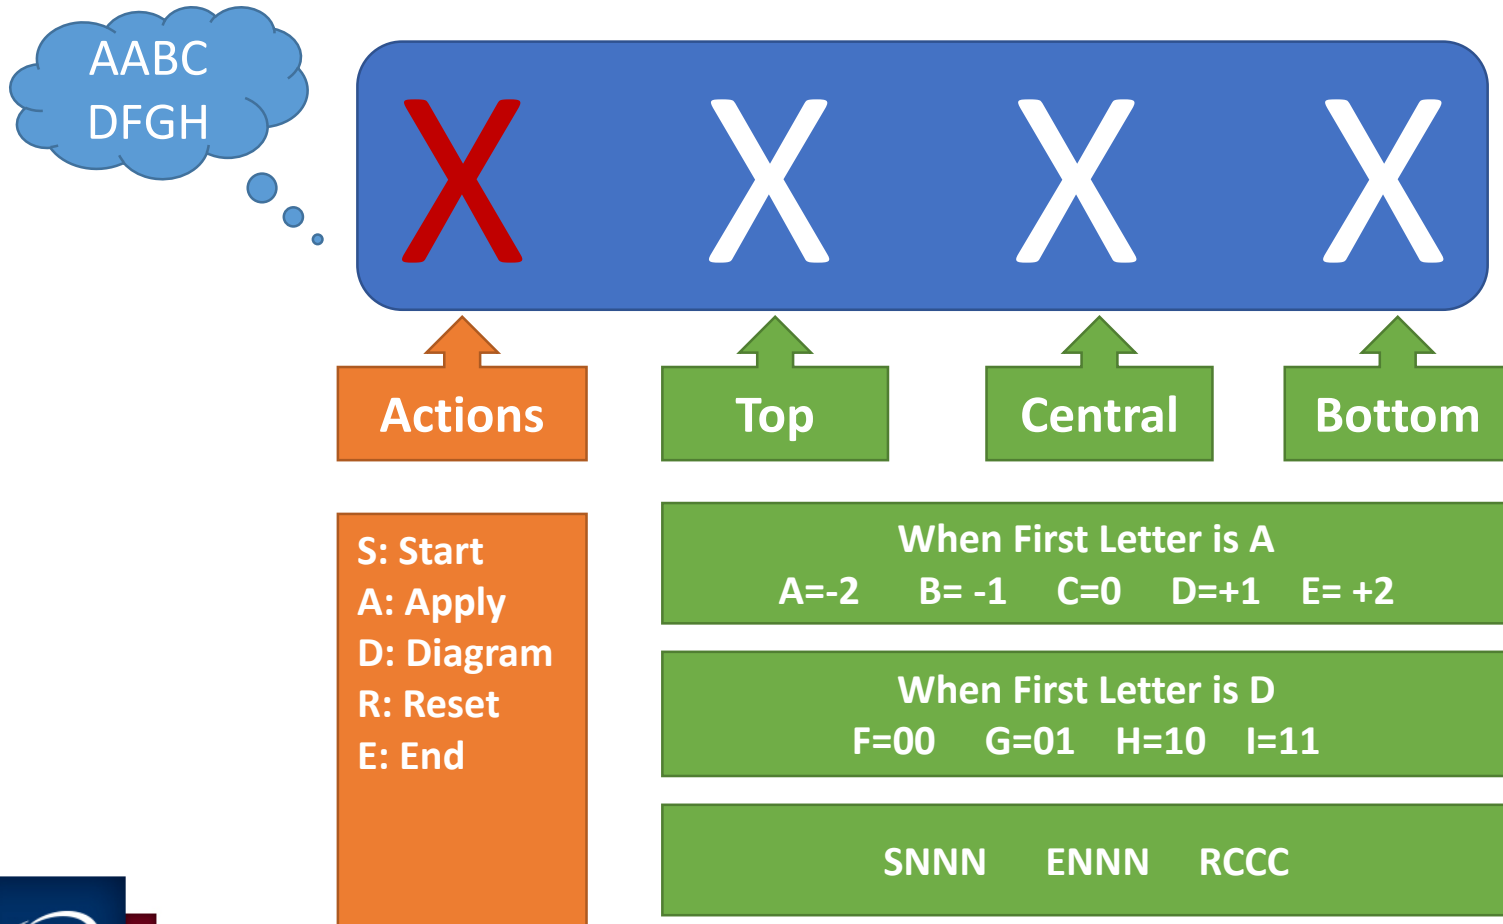 AABC
DFGH
X X X X
Actions Top Central Bottom
S: Start
A: Apply
D: Diagram
R: Reset
E: End
When First Letter is A
A=-2 B= -1 C=0 D=+1 E= +2
When First Letter is D
F=00 G=01 H=10 I=11
SNNN ENNN RCCC